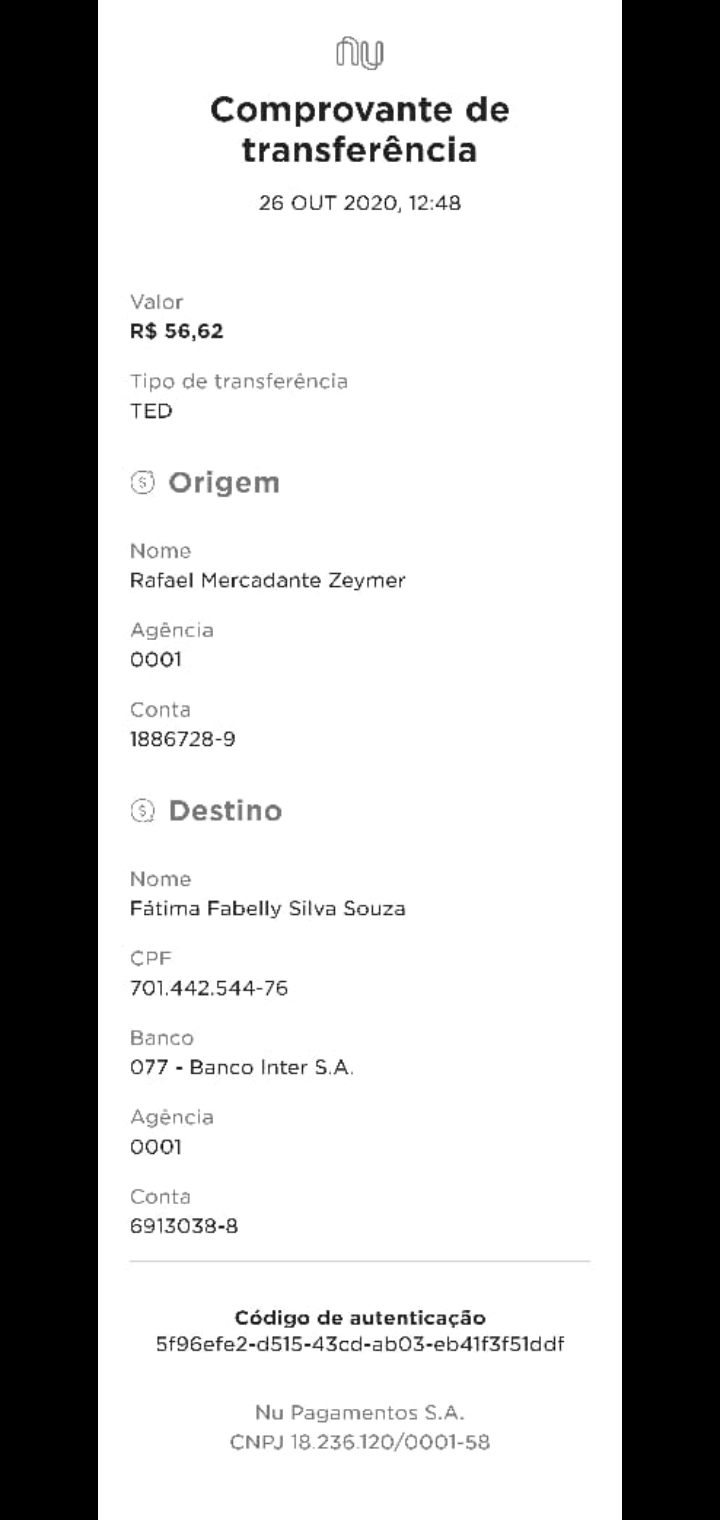 nu
Comprovante de
transferência
26 OUT 2020, 12:48
Valor
R$ 56,62
Tipo de transferência
TED
Origem
Nome
Rafael Mercadante Zeymer
Agência
0001
Conta
1886728-9
Destino
Nome
Fátima Fabelly Silva Souza
CPF
701.442.544-76
Banco
077 - Banco Inter S.A.
Agência
0001
Conta
6913038-8
Código de autenticação
5f96efe2-d515-43cd-ab03-eb41f3f51ddf
Nu Pagamentos S.A.
CNPJ 18.236.120/0001-58